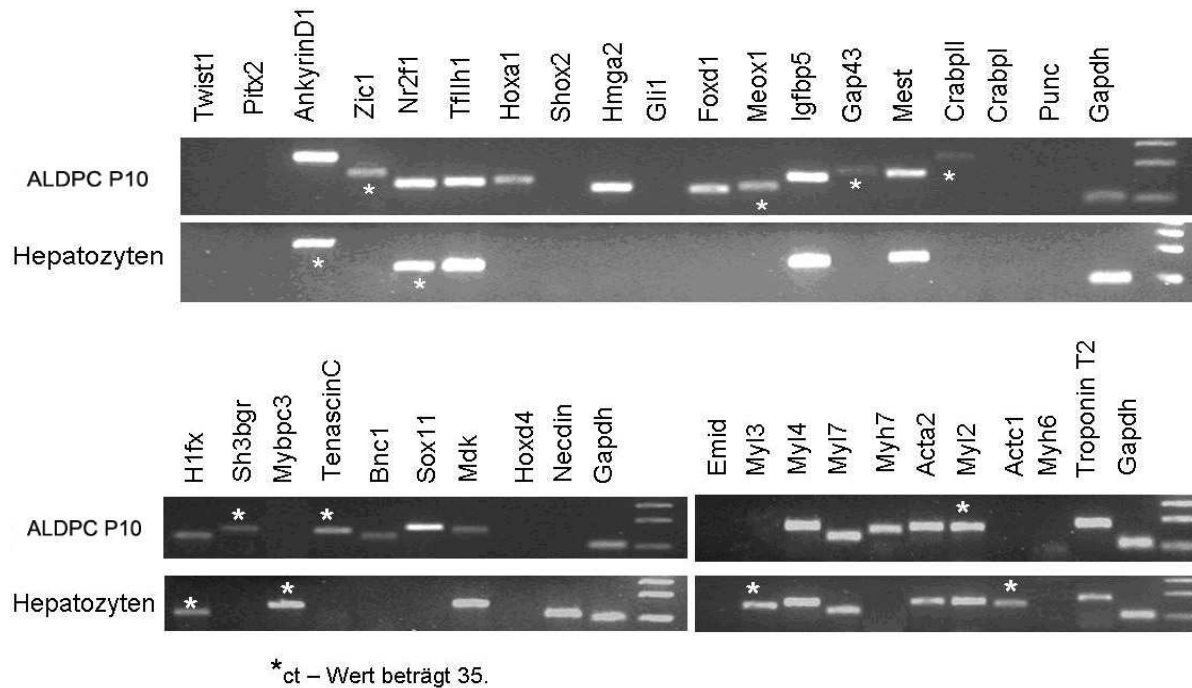 Twist1 Pitx2 AnkyrinD1 Zic1 Nr2f1 TfIIh1 Hoxa1 Shox2 Hmga2 Gli1 Foxd1 Meox1 Igfbp5 Gap43 Mest CrabpII CrabpI Punc Gapdh
ALDPC P10
* * * *
Hepatozyten
* *
H1fx Sh3bgr Mybpc3 TenascinC Bnc1 Sox11 Mdk Hoxd4 Necdin Gapdh
Emid Myl3 Myl4 Myl7 Myh7 Acta2 Myl2 Actc1 Myh6 Troponin T2 Gapdh
ALDPC P10
* * *
Hepatozyten
* * * *
*ct – Wert beträgt 35.